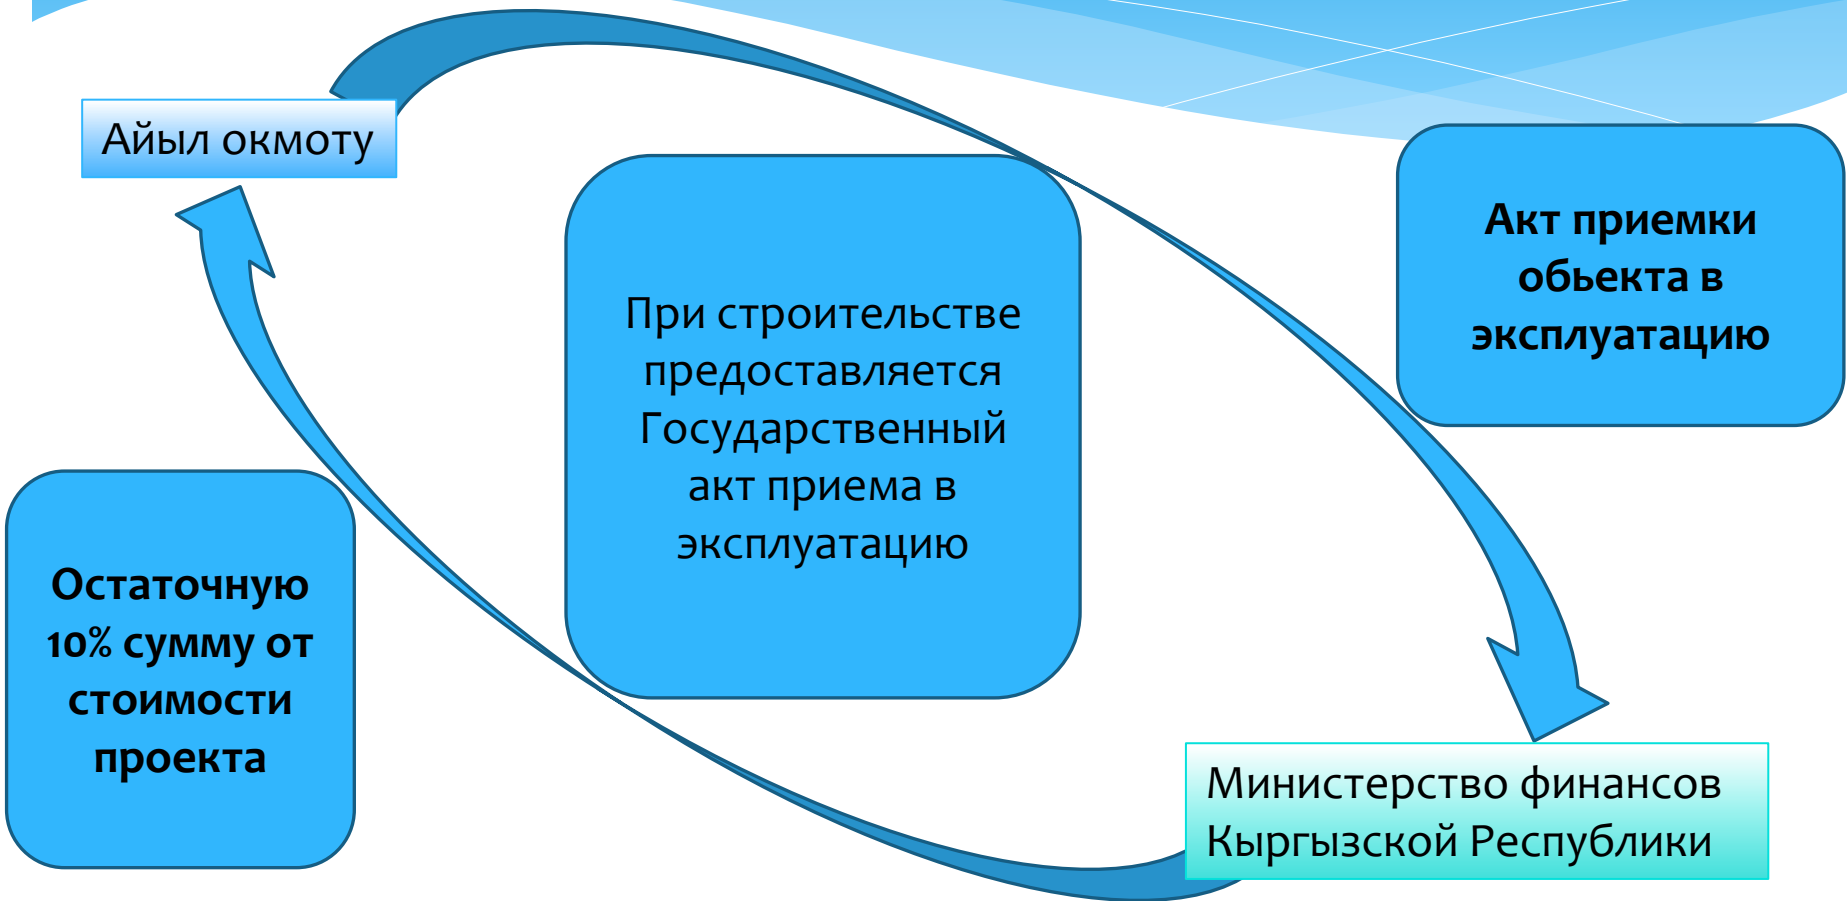 Айыл окмоту
Акт приемки
обьекта в
эксплуатацию
При строительстве
предоставляется
Государственный
акт приема в
эксплуатацию
Остаточную
10% сумму от
стоимости
проекта
Министерство финансов
Кыргызской Республики